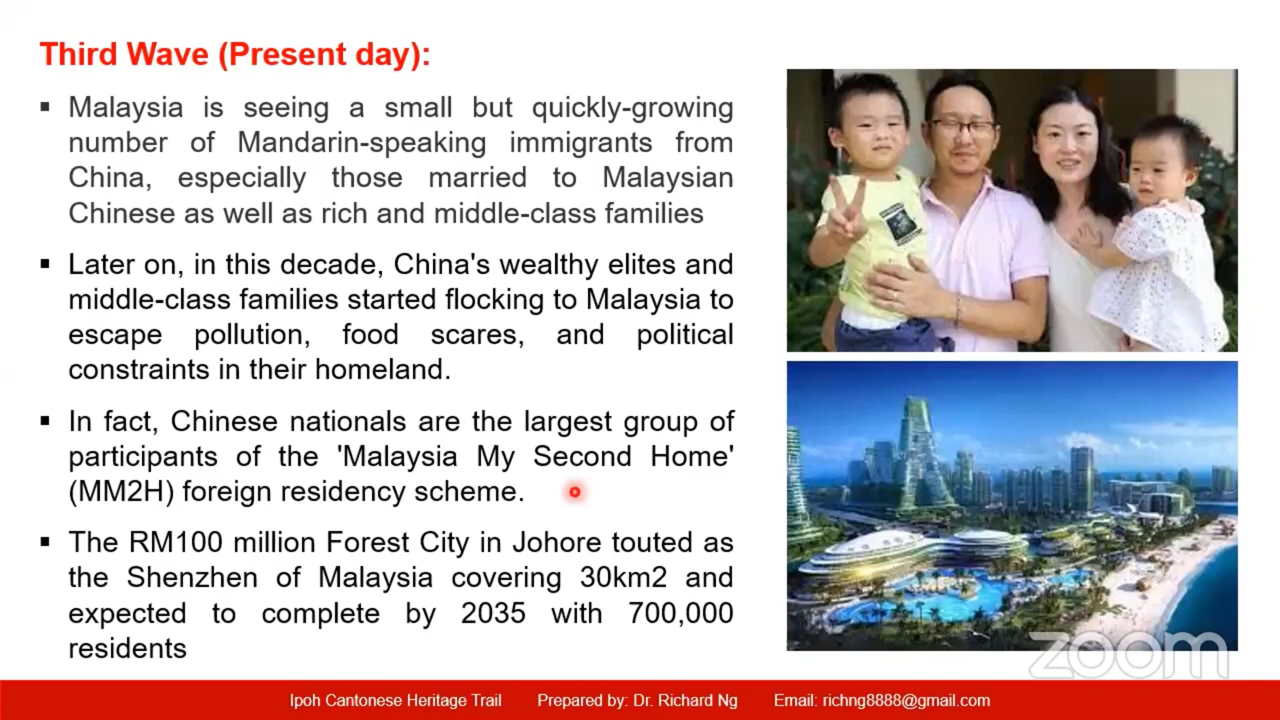 Third Wave (Present day):
▪ Malaysia is seeing a small but quickly-growing
number of Mandarin-speaking immigrants from
China, especially those married to Malaysian
Chinese as well as rich and middle-class families
▪ Later on, in this decade, China's wealthy elites and
middle-class families started flocking to Malaysia to
escape pollution, food scares, and political
constraints in their homeland.
▪ In fact, Chinese nationals are the largest group of
participants of the 'Malaysia My Second Home'
(MM2H) foreign residency scheme.
▪ The RM100 million Forest City in Johore touted as
the Shenzhen of Malaysia covering 30km2 and
expected to complete by 2035 with 700,000
residents
zoom
Ipoh Cantonese Heritage Trail Prepared by: Dr. Richard Ng Email: richng8888@gmail.com